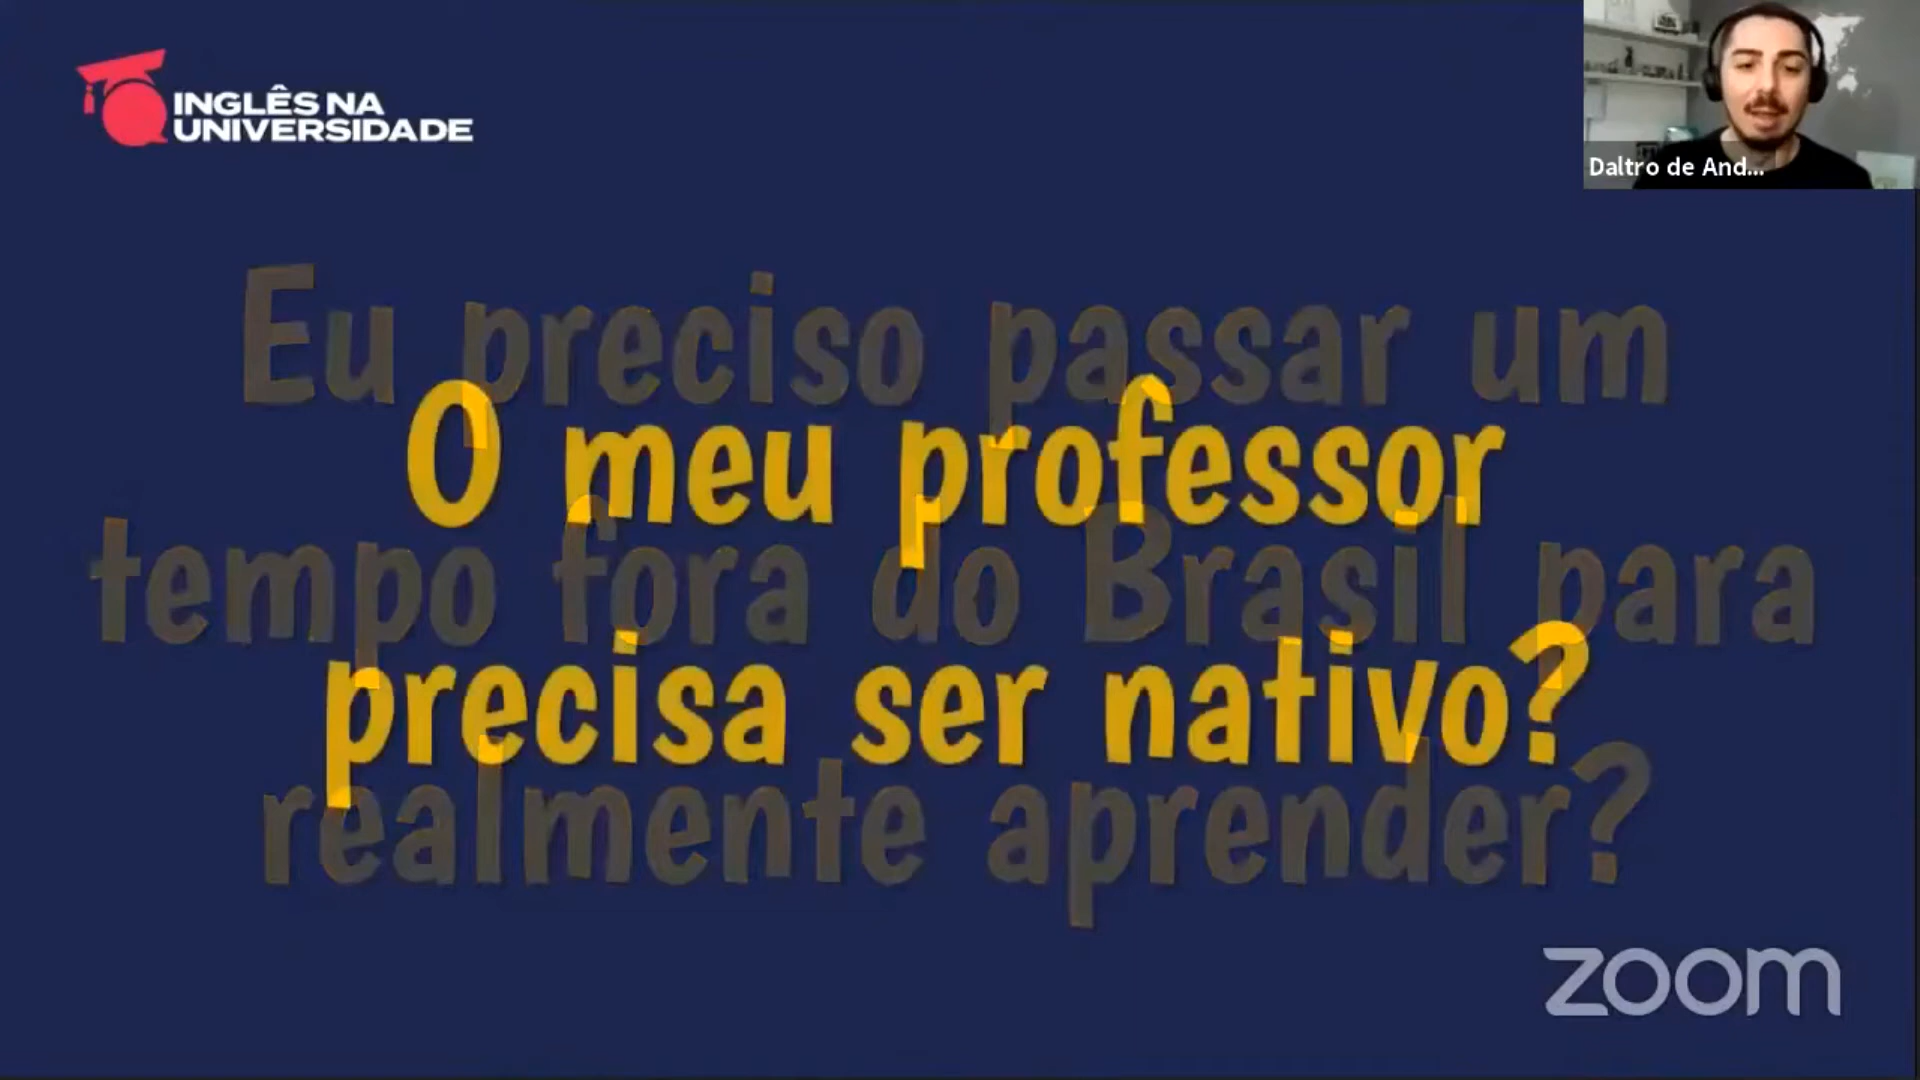 INGLÊS NA
UNIVERSIDADE
Daltro de And...
Eu preciso passar um
O meu professor
tempo fora do Brasil para
precisa ser nativo?
realmente aprender?
zoom